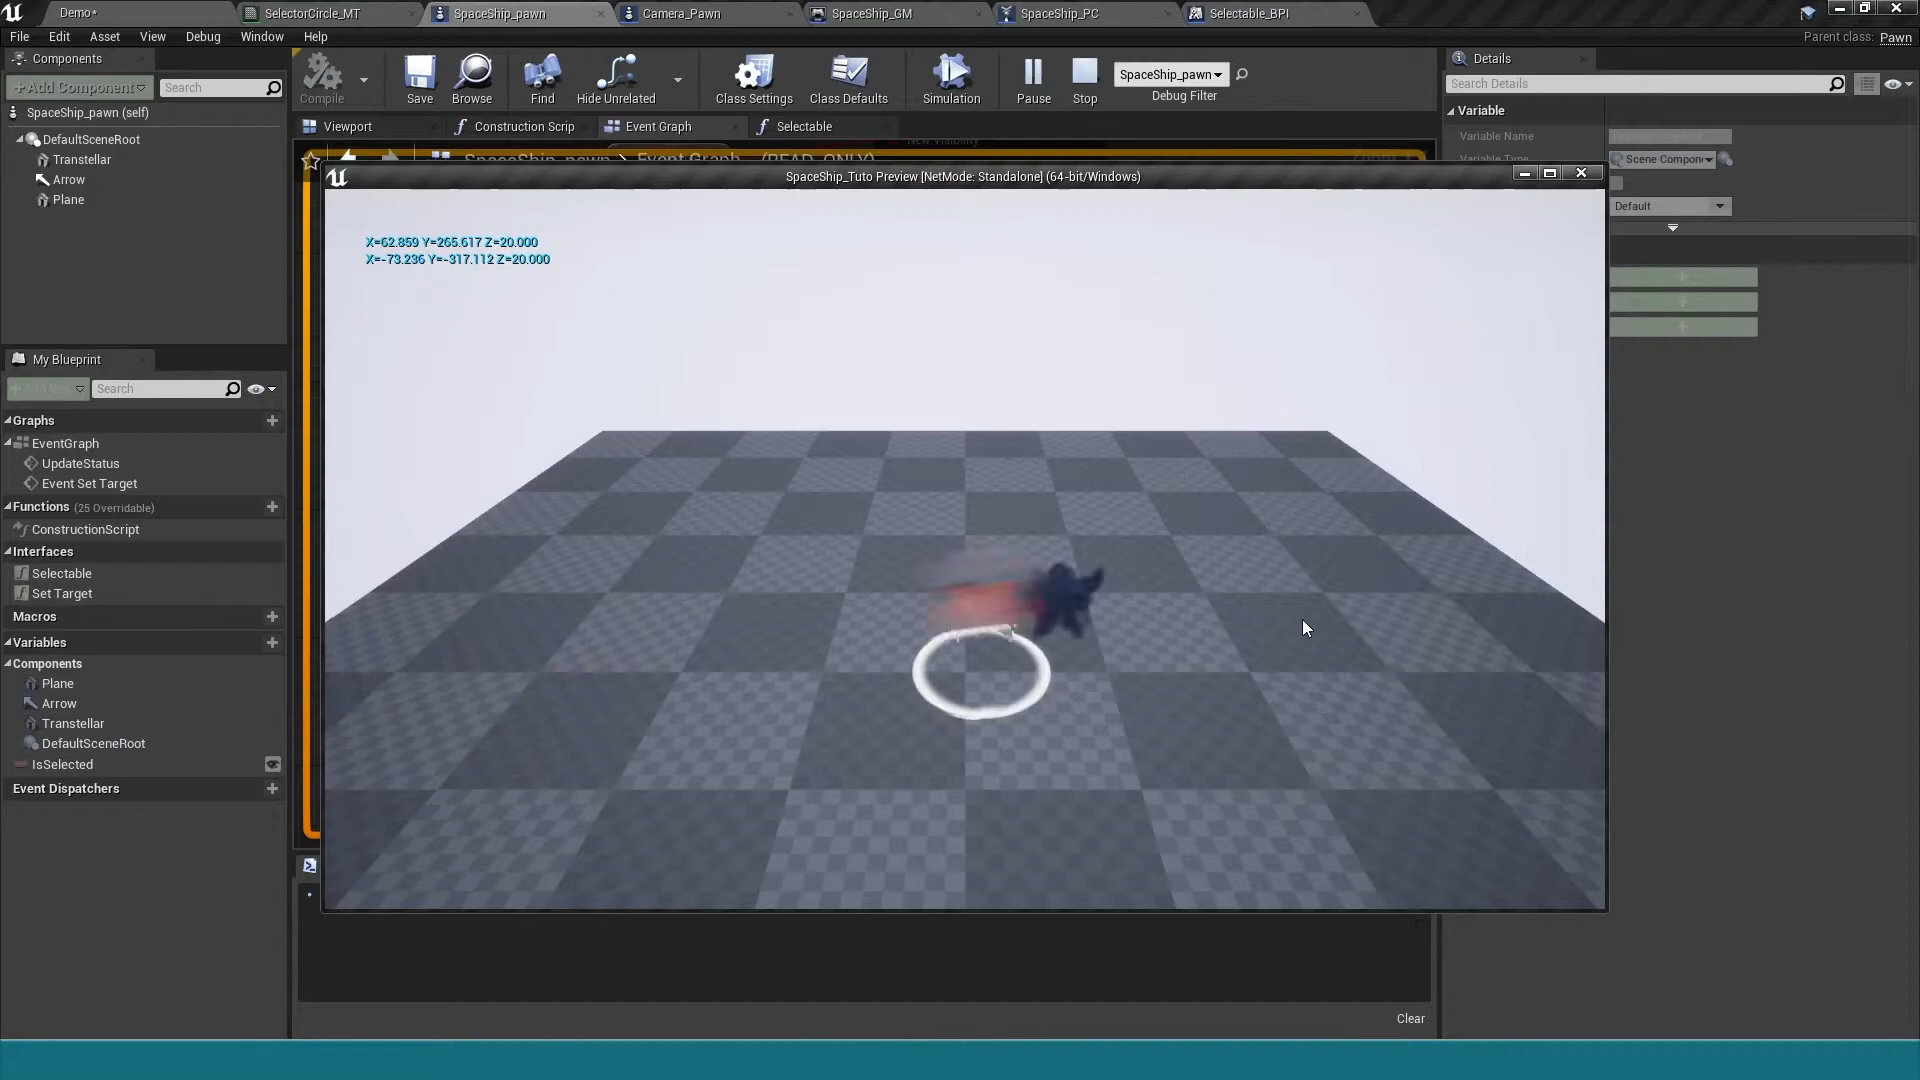 Demo*
SelectorCircle_MT
SpaceShip_pawn
Camera_Pawn
SpaceShip_GM
SpaceShip_PC
Selectable_BPI
File Edit Asset View Debug Window Help
Parent class: Pawn
Components
+Add Component
Search
SpaceShip_pawn (self)
DefaultSceneRoot
Transtellar
Arrow
Plane
Compile
Save
Browse
Find
Hide Unrelated
Class Settings
Class Defaults
Simulation
Pause
Stop
SpaceShip_pawn
Debug Filter
Viewport
Construction Scrip
Event Graph
Selectable
New Visibility
SpaceShip_pawn > Event Graph (READ-ONLY)
SpaceShip_Tuto Preview [NetMode: Standalone] (64-bit/Windows)
X=62.859 Y=265.617 Z=20.000
X=-73.236 Y=-317.112 Z=20.000
My Blueprint
Search
Graphs
EventGraph
UpdateStatus
Event Set Target
Functions (25 Overridable)
ConstructionScript
Interfaces
Selectable
Set Target
Macros
Variables
Components
Plane
Arrow
Transtellar
DefaultSceneRoot
IsSelected
Event Dispatchers
Clear
Details
Search Details
Variable
Variable Name
Variable Type
Scene Compon
Default